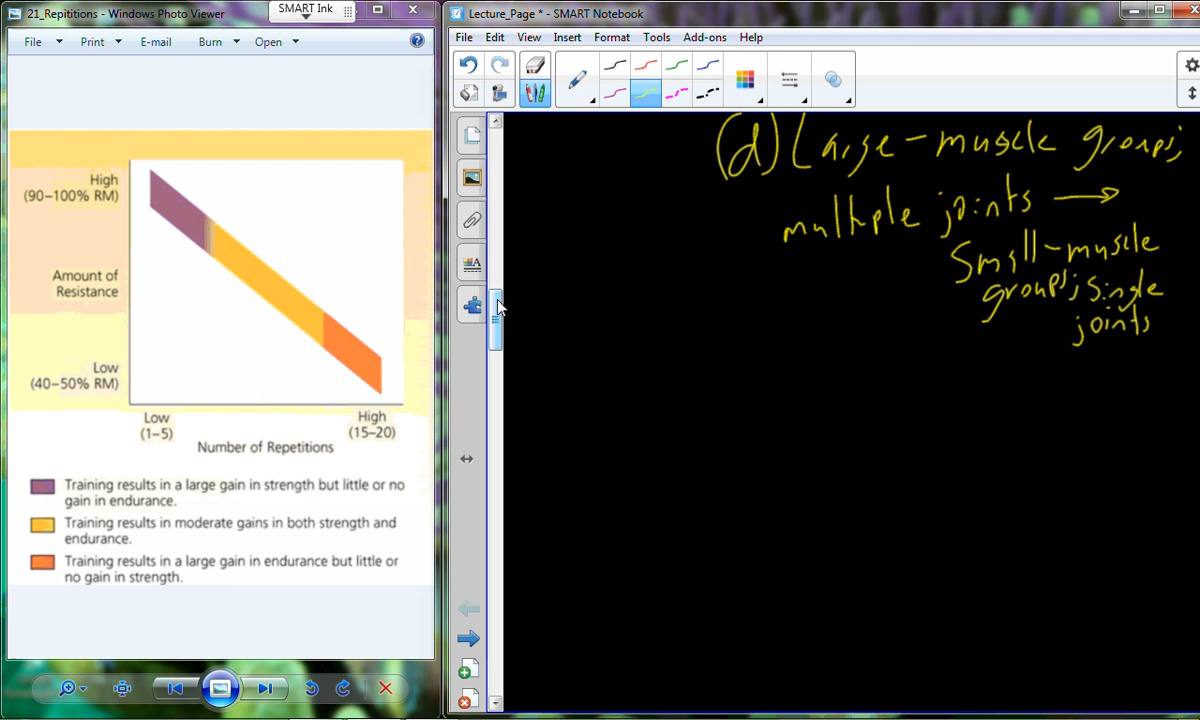 21_Repititions - Windows Photo Viewer
SMART Ink
File Print E-mail Burn Open
High
(90–100% RM)
Amount of
Resistance
Low
(40–50% RM)
Low
(1–5)
High
(15–20)
Number of Repetitions
Training results in a large gain in strength but little or no
gain in endurance.
Training results in moderate gains in both strength and
endurance.
Training results in a large gain in endurance but little or
no gain in strength.
Lecture_Page * - SMART Notebook
File Edit View Insert Format Tools Add-ons Help
(d) Large-muscle groups;
multiple joints →
Small-muscle
groups; single
joints